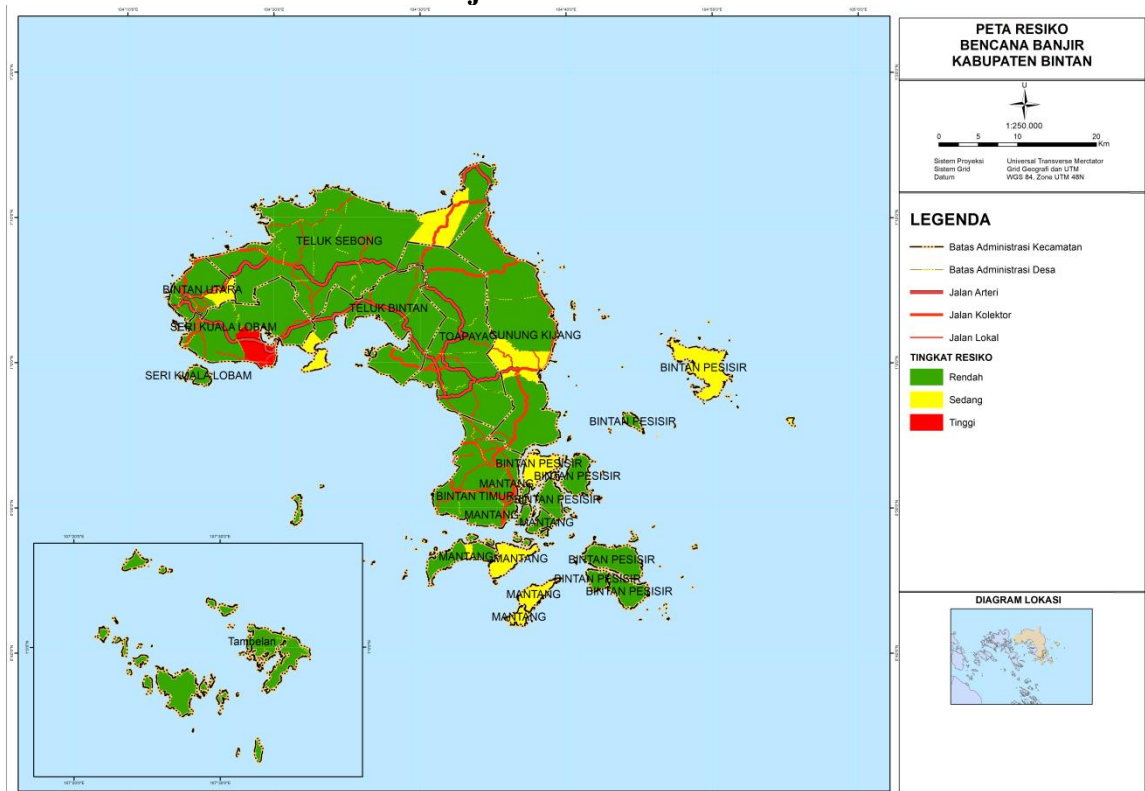 PETA RESIKO
BENCANA BANJIR
KABUPATEN BINTAN
U
1:250.000
0 5 10 20
Km
Sistem Proyeksi Universal Transverse Merctator
Sistem Grid Grid Geografi dan UTM
Datum WGS 84, Zone UTM 48N
LEGENDA
Batas Administrasi Kecamatan
Batas Administrasi Desa
Jalan Arteri
Jalan Kolektor
Jalan Lokal
TINGKAT RESIKO
Rendah
Sedang
Tinggi
DIAGRAM LOKASI
TELUK SEBONG
BINTAN UTARA
TELUK BINTAN
SERI KUALA LOBAM
TOAPAYA
GUNUNG KIJANG
SERI KUALA LOBAM
BINTAN PESISIR
BINTAN PESISIR
BINTAN PESISIR
BINTAN PESISIR
MANTANG
BINTAN TIMUR
BINTAN PESISIR
MANTANG
MANTANG
MANTANG
MANTANG
BINTAN PESISIR
BINTAN PESISIR
BINTAN PESISIR
MANTANG
MANTANG
Tambelan